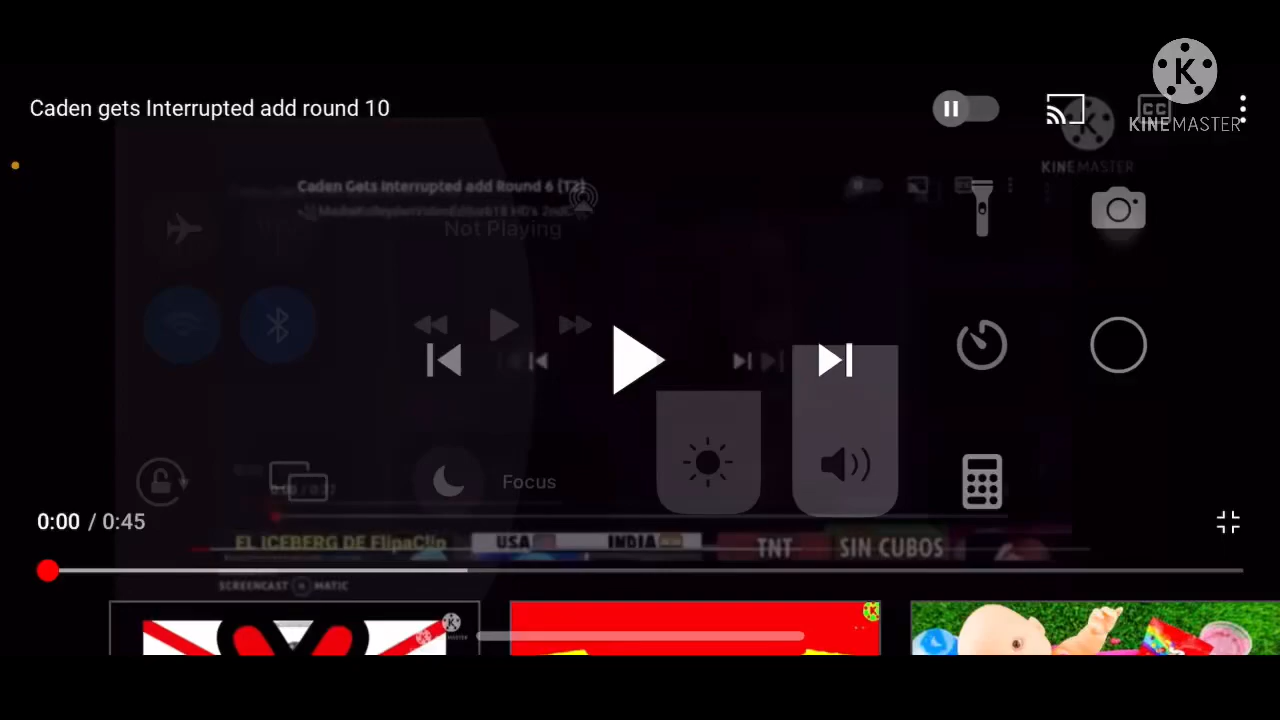 Caden gets Interrupted add round 10
CC
K
KINEMASTER
K
KINEMASTER
Caden Gets Interrupted add Round 6 [T2]
Not Playing
Focus
0:00 / 0:45
EL ICEBERG DE FlipaClip
USA
INDIA
TNT
SIN CUBOS
SCREENCAST MATIC
K
K